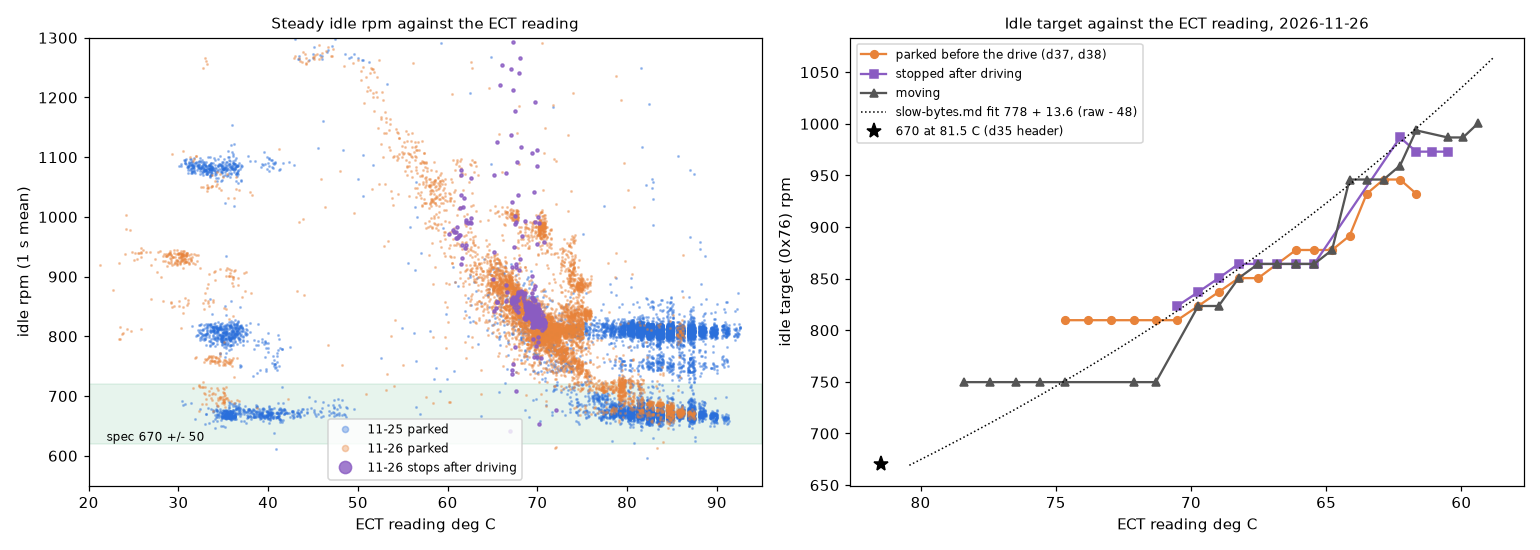 Steady idle rpm against the ECT reading
1300
1200
1100
1000
900
800
700
600
idle rpm (1 s mean)
spec 670 +/- 50
11-25 parked
11-26 parked
11-26 stops after driving
20 30 40 50 60 70 80 90
ECT reading deg C
Idle target against the ECT reading, 2026-11-26
1050
1000
950
900
850
800
750
700
650
idle target (0x76) rpm
parked before the drive (d37, d38)
stopped after driving
moving
slow-bytes.md fit 778 + 13.6 (raw - 48)
670 at 81.5 C (d35 header)
80 75 70 65 60
ECT reading deg C